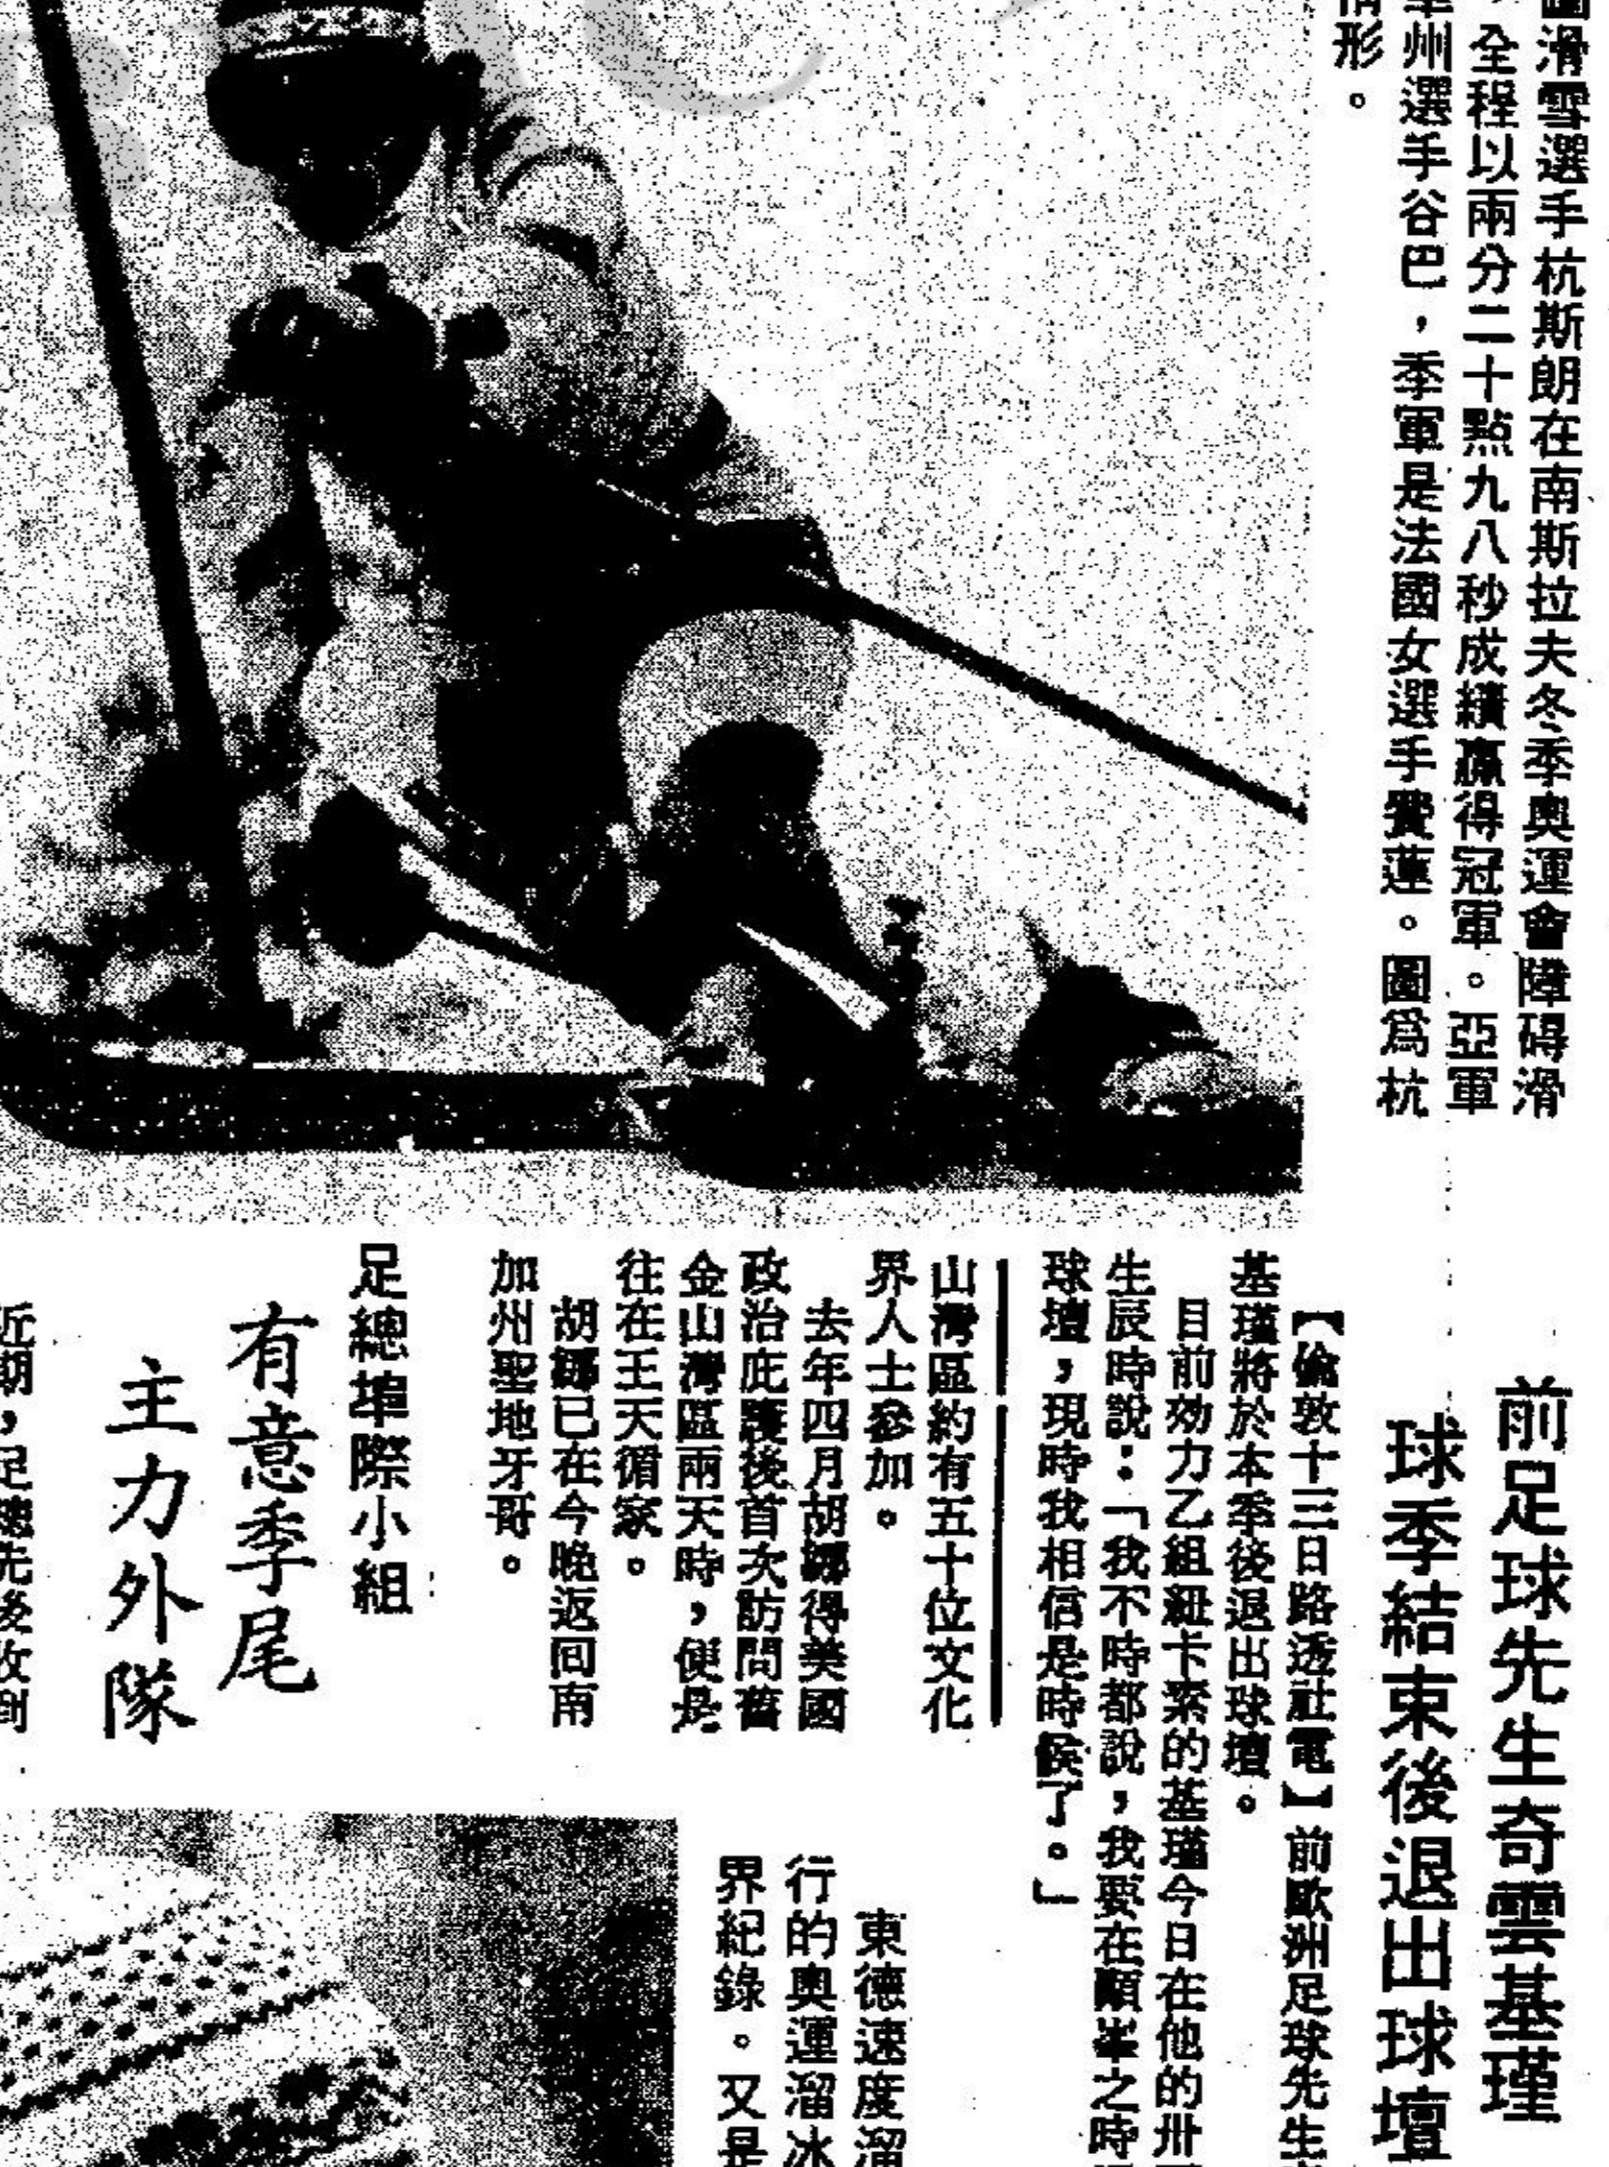 圖滑雪選手杭斯朗在南斯拉夫冬季奧運會障碍滑
，全程以兩分二十點九八秒成績贏得冠軍。亞軍
州選手谷巴，季軍是法國女選手費蓮。圖為杭
情形。
前足球先生奇雲基瑾
球季結束後退出球壇
【倫敦十三日路透社電】前歐洲足球先生
基瑾將於本季後退出球壇。
目前効力乙組紐卡素的基瑾今日在他的卅
生辰時說：「我不時都說，我要在巔峯之時
球壇，現時我相信是時候了。」
山灣區約有五十位文化
界人士參加。
去年四月胡娜得美國
政治庇護後首次訪問舊
金山灣區兩天時，便是
往在王天循家。
胡娜已在今晚返回南
加州聖地牙哥。
足總埠際小組
有意季尾
主力外隊
近期，足總先後收到
東德速度溜
行的奧運溜冰
界紀錄。又是